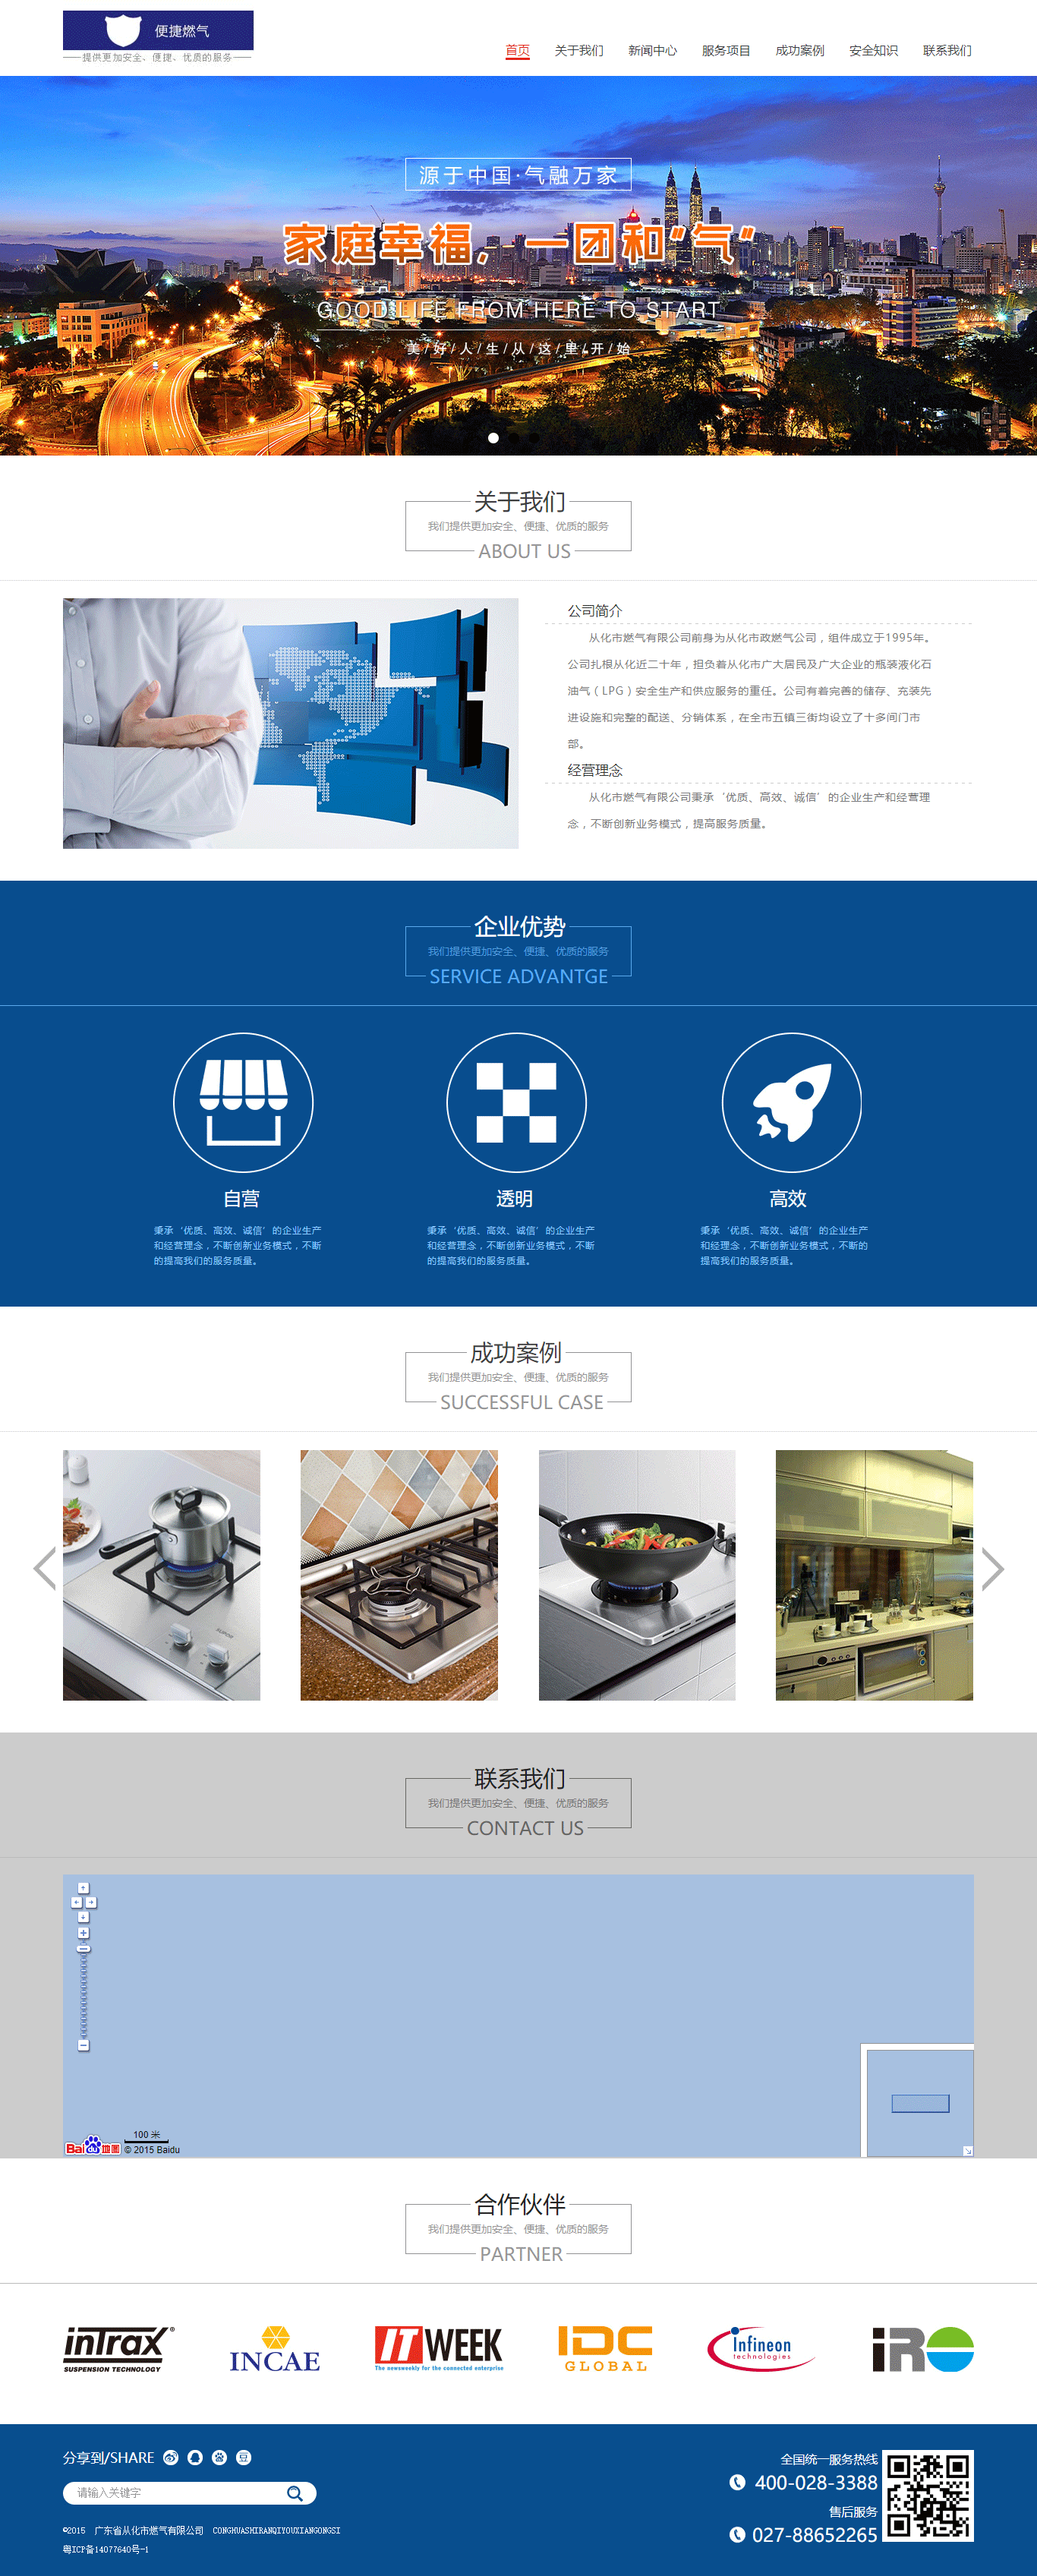 便捷燃气
提供更加安全、便捷、优质的服务
首页 关于我们 新闻中心 服务项目 成功案例 安全知识 联系我们
源于中国·气融万家
家庭幸福，一团和“气”
GOOD LIFE FROM HERE TO START
美/好/人/生/从/这/里/开/始
关于我们
我们提供更加安全、便捷、优质的服务
ABOUT US
公司简介
从化市燃气有限公司前身为从化市政燃气公司，组件成立于1995年。
公司扎根从化近二十年，担负着从化市广大居民及广大企业的瓶装液化石
油气（LPG）安全生产和供应服务的重任。公司有着完善的储存、充装先
进设施和完整的配送、分销体系，在全市五镇三街均设立了十多间门市
部。
经营理念
从化市燃气有限公司秉承‘优质、高效、诚信’的企业生产和经营理
念，不断创新业务模式，提高服务质量。
企业优势
我们提供更加安全、便捷、优质的服务
SERVICE ADVANTGE
自营
秉承‘优质、高效、诚信’的企业生产
和经营理念，不断创新业务模式，不断
的提高我们的服务质量。
透明
秉承‘优质、高效、诚信’的企业生产
和经营理念，不断创新业务模式，不断
的提高我们的服务质量。
高效
秉承‘优质、高效、诚信’的企业生产
和经理念，不断创新业务模式，不断的
提高我们的服务质量。
成功案例
我们提供更加安全、便捷、优质的服务
SUCCESSFUL CASE
联系我们
我们提供更加安全、便捷、优质的服务
CONTACT US
100 米
Bai du 地图 © 2015 Baidu
合作伙伴
我们提供更加安全、便捷、优质的服务
PARTNER
inTrax®
SUSPENSION TECHNOLOGY
INCAE
IT WEEK
The newsweekly for the connected enterprise
IDC
GLOBAL
Infineon
technologies
iRO
分享到/SHARE
豆
请输入关键字
©2015 广东省从化市燃气有限公司 CONGHUASHIRANQIYOUXIANGONGSI
粤ICP备14077640号-1
全国统一服务热线
400-028-3388
售后服务
027-88652265